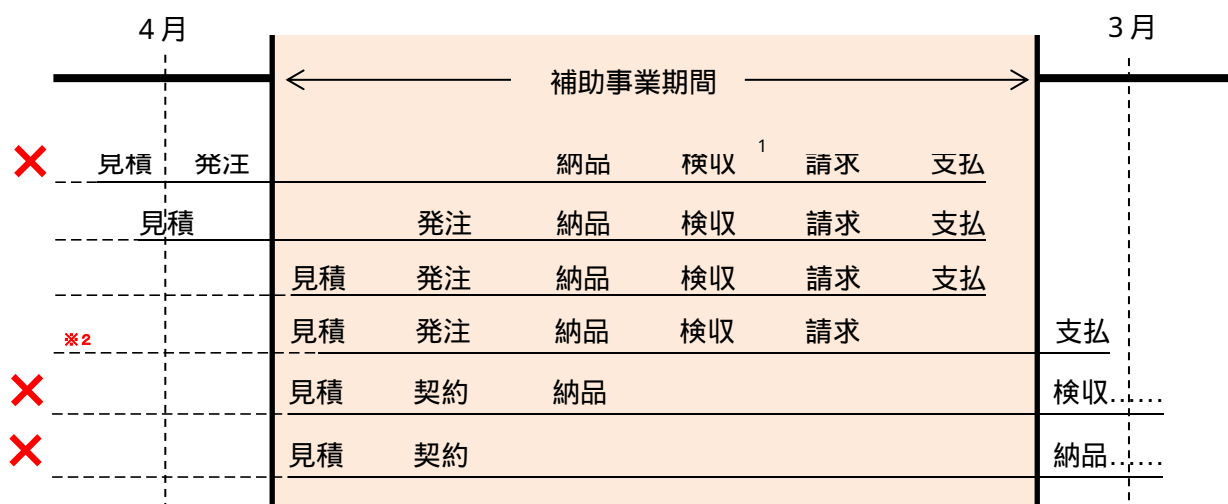 4月 3月
補助事業期間
❌ 見積 発注 納品 検収 1 請求 支払
見積 発注 納品 検収 請求 支払
見積 発注 納品 検収 請求 支払
※2 見積 発注 納品 検収 請求 支払
❌ 見積 契約 納品 検収……
❌ 見積 契約 納品……